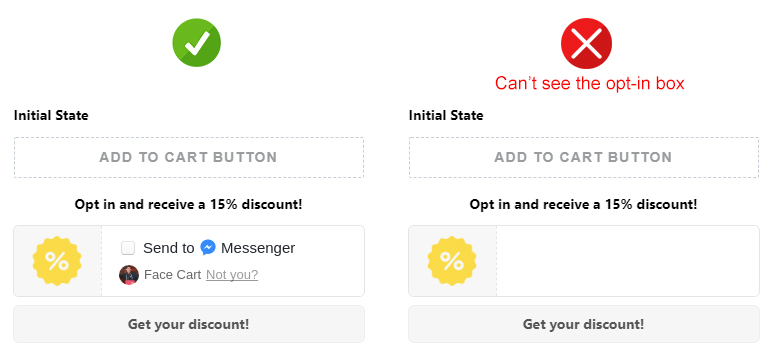 Can't see the opt-in box
Initial State
ADD TO CART BUTTON
Opt in and receive a 15% discount!
%
Send to Messenger
Face Cart Not you?
Get your discount!
Initial State
ADD TO CART BUTTON
Opt in and receive a 15% discount!
%
Get your discount!